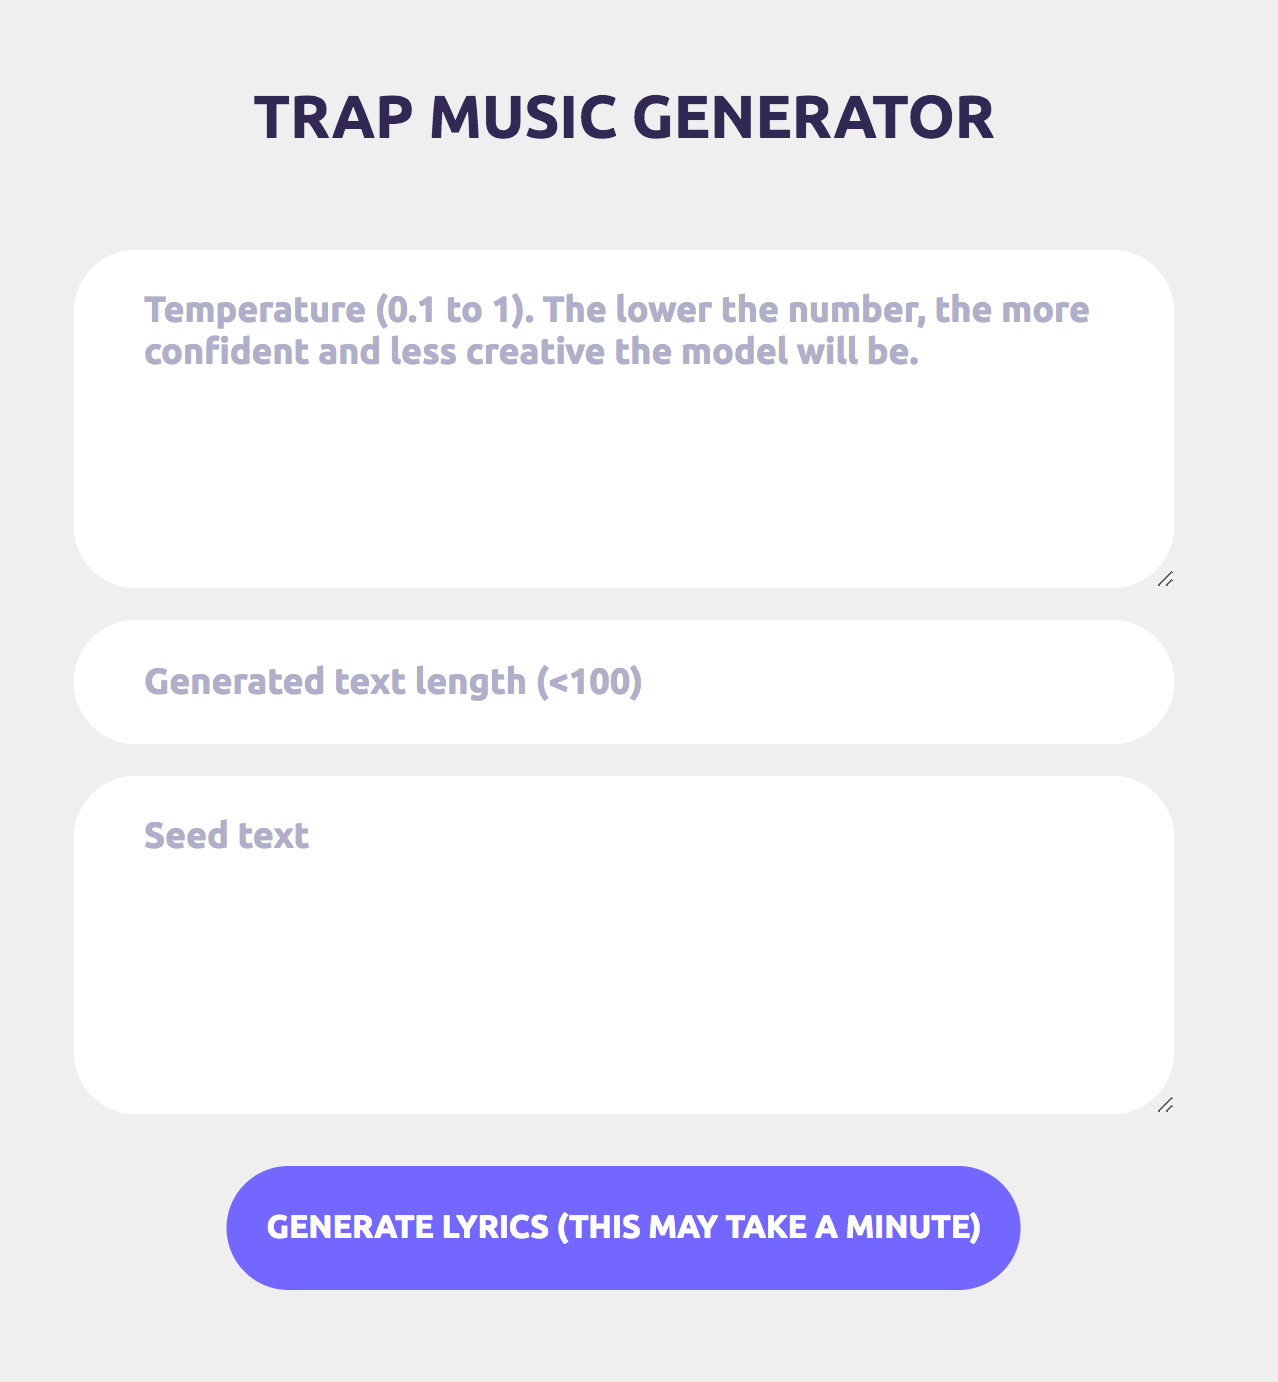 TRAP MUSIC GENERATOR
Temperature (0.1 to 1). The lower the number, the more
confident and less creative the model will be.
Generated text length (<100)
Seed text
GENERATE LYRICS (THIS MAY TAKE A MINUTE)